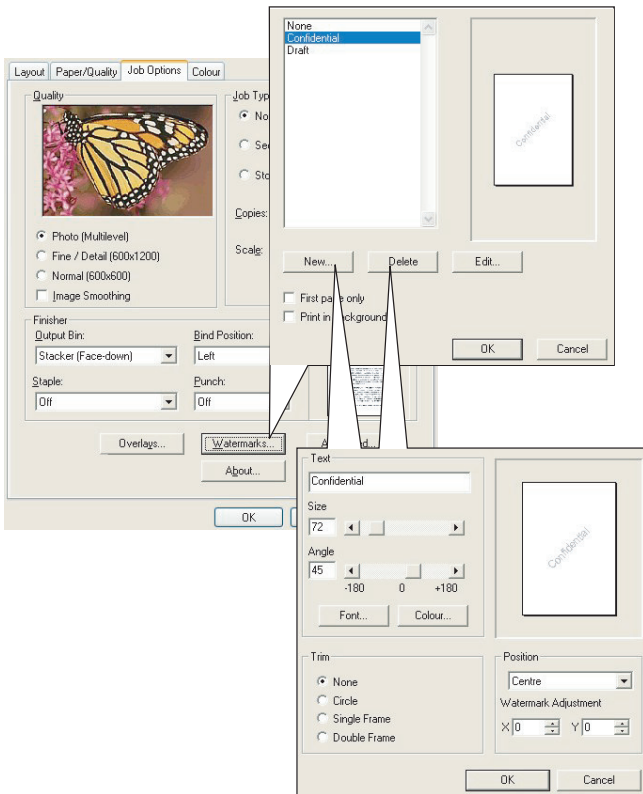 None
Confidential
Draft
Confidential
New...
Delete
Edit...
First page only
Print in background
OK
Cancel
Layout
Paper/Quality
Job Options
Colour
Quality
Photo (Multilevel)
Fine / Detail (600x1200)
Normal (600x600)
Image Smoothing
Job Typ
No
Sec
Sto
Copies:
Scale:
Finisher
Output Bin:
Stacker (Face-down)
Bind Position:
Left
Staple:
Off
Punch:
Off
Overlays...
Watermarks...
About...
OK
Text
Confidential
Size
72
Angle
45
-180 0 +180
Font...
Colour...
Confidential
Trim
None
Circle
Single Frame
Double Frame
Position
Centre
Watermark Adjustment
X 0 Y 0
OK
Cancel